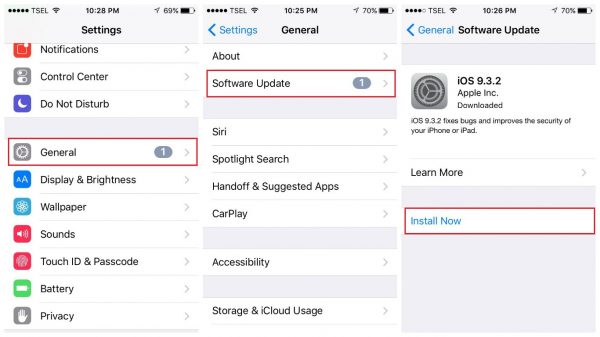 TSEL 10:28 PM 69%
Settings
Notifications
Control Center
Do Not Disturb
General 1
AA Display & Brightness
Wallpaper
Sounds
Touch ID & Passcode
Battery
Privacy
TSEL 10:25 PM 70%
Settings General
About
Software Update 1
Siri
Spotlight Search
Handoff & Suggested Apps
CarPlay
Accessibility
Storage & iCloud Usage
TSEL 10:26 PM 70%
General Software Update
iOS 9.3.2
Apple Inc.
Downloaded
iOS 9.3.2 fixes bugs and improves the security of
your iPhone or iPad.
Learn More
Install Now